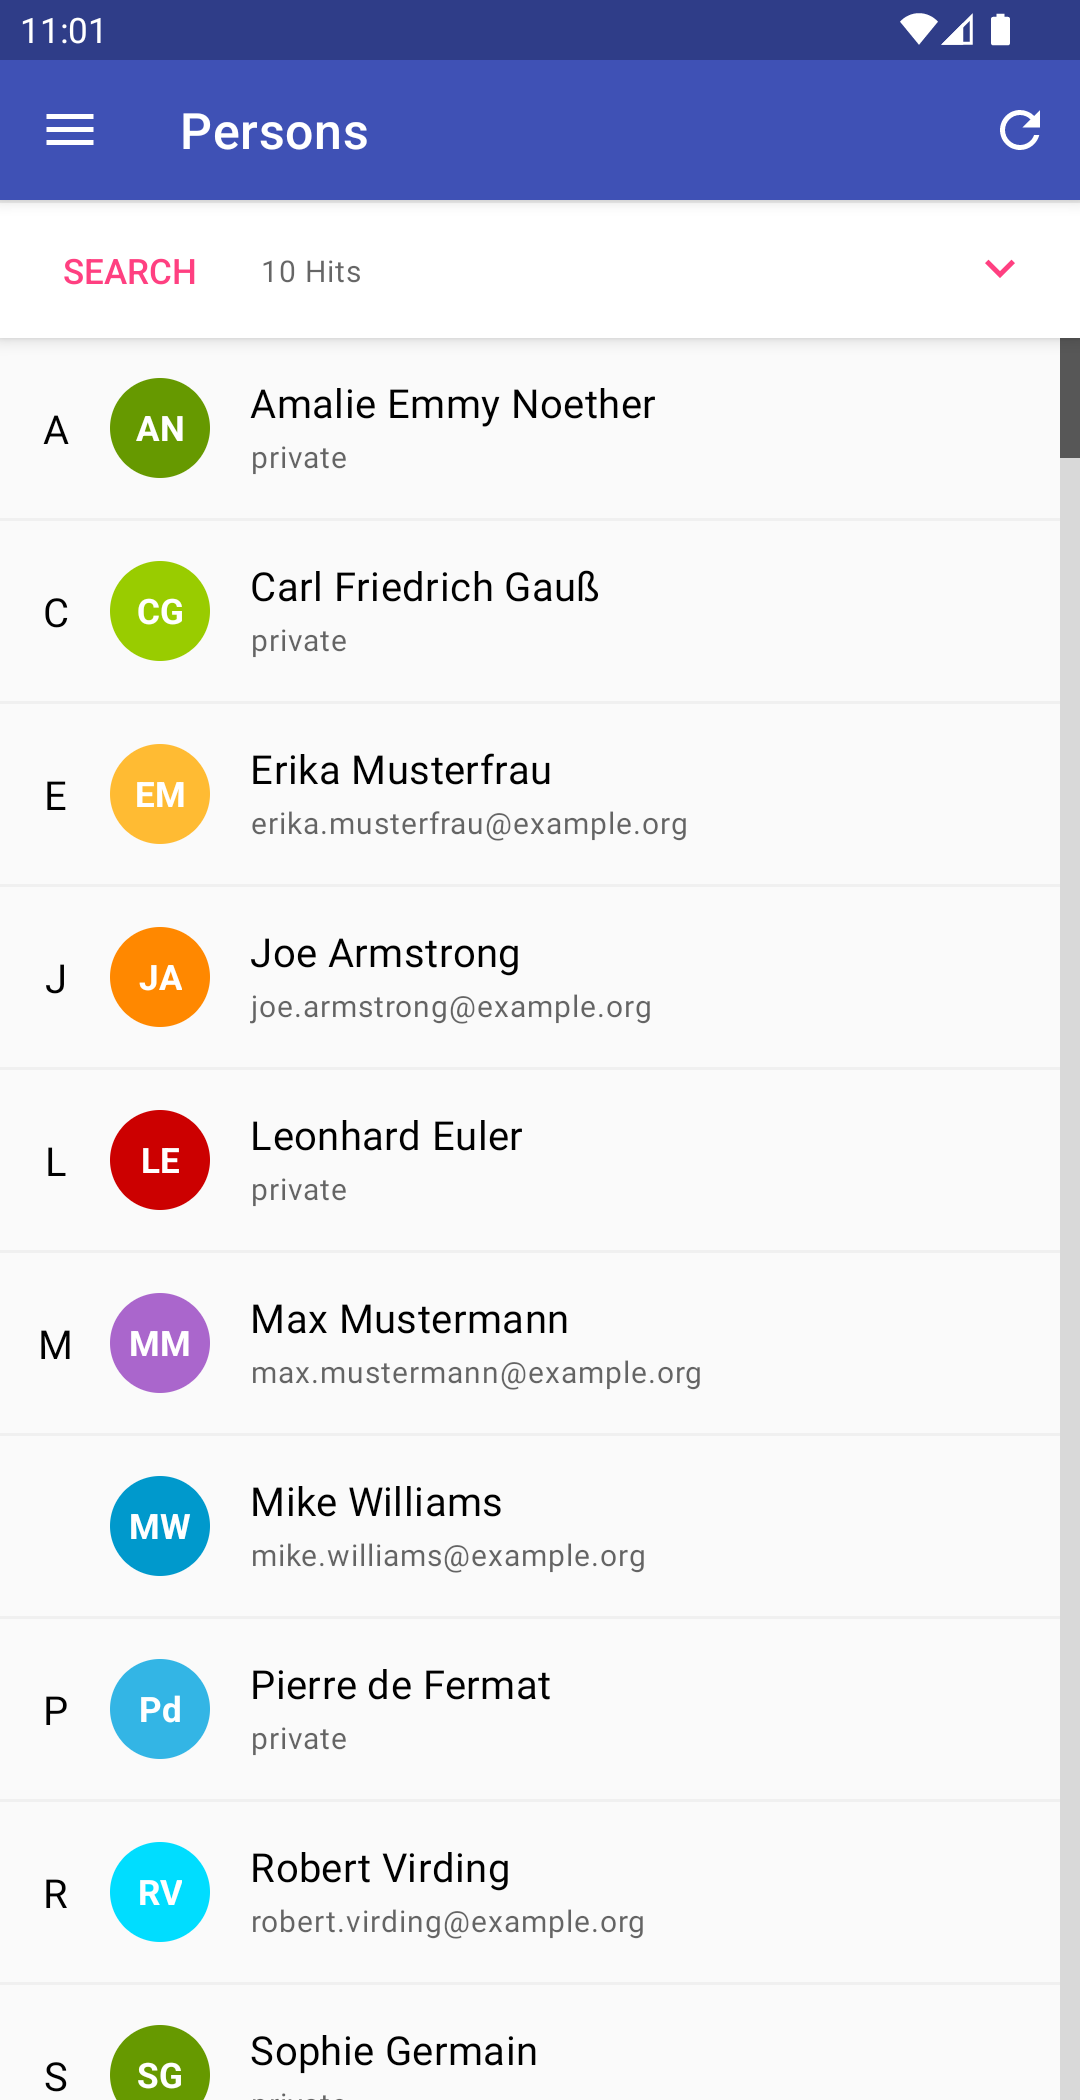 11:01
Persons
SEARCH 10 Hits
A AN Amalie Emmy Noether
private
C CG Carl Friedrich Gauß
private
E EM Erika Musterfrau
erika.musterfrau@example.org
J JA Joe Armstrong
joe.armstrong@example.org
L LE Leonhard Euler
private
M MM Max Mustermann
max.mustermann@example.org
MW Mike Williams
mike.williams@example.org
P Pd Pierre de Fermat
private
R RV Robert Virding
robert.virding@example.org
S SG Sophie Germain